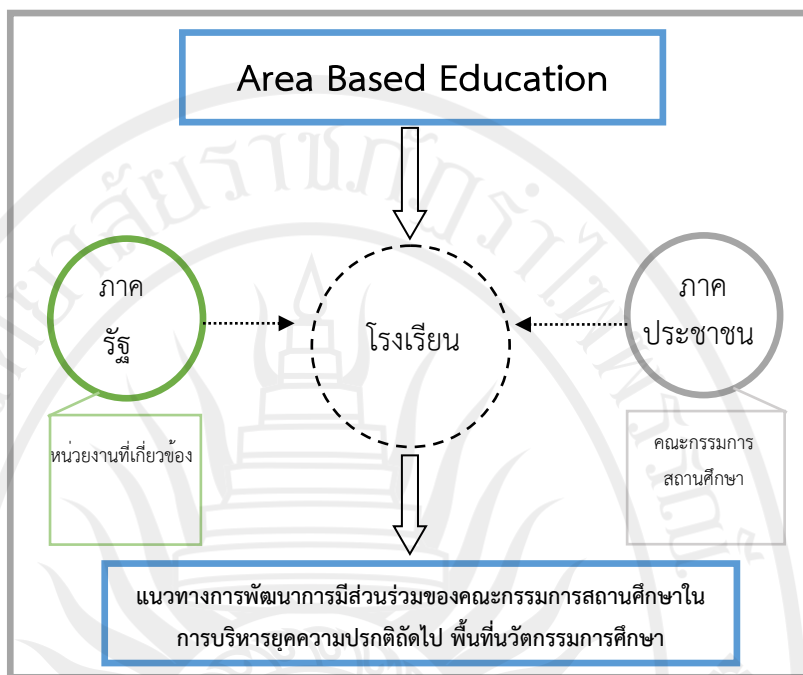 Area Based Education
ภาค
รัฐ
โรงเรียน
ภาค
ประชาชน
หน่วยงานที่เกี่ยวข้อง
คณะกรรมการ
สถานศึกษา
แนวทางการพัฒนาการมีส่วนร่วมของคณะกรรมการสถานศึกษาใน
การบริหารยุคความปรกติถัดไป พื้นที่นวัตกรรมการศึกษา